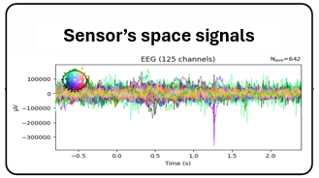 Sensor's space signals
EEG (125 channels)
Nave=642
100000
0
−100000
−200000
−300000
µV
−0.5 0.0 0.5 1.0 1.5 2.0
Time (s)